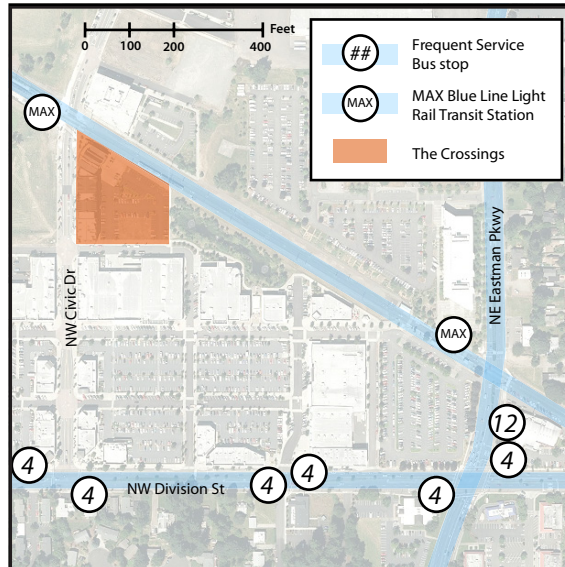 Feet
0 100 200 400
##
Frequent Service
Bus stop
MAX
MAX Blue Line Light
Rail Transit Station
The Crossings
MAX
NW Civic Dr
NE Eastman Pkwy
MAX
12
4
4
4
4
4
4
NW Division St